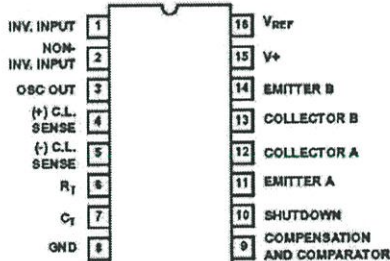 INV. INPUT 1
NON-
INV. INPUT 2
OSC OUT 3
(+) C.L.
SENSE 4
(-) C.L.
SENSE 5
RT 6
CT 7
GND 8
16 VREF
15 V+
14 EMITTER B
13 COLLECTOR B
12 COLLECTOR A
11 EMITTER A
10 SHUTDOWN
9 COMPENSATION
AND COMPARATOR